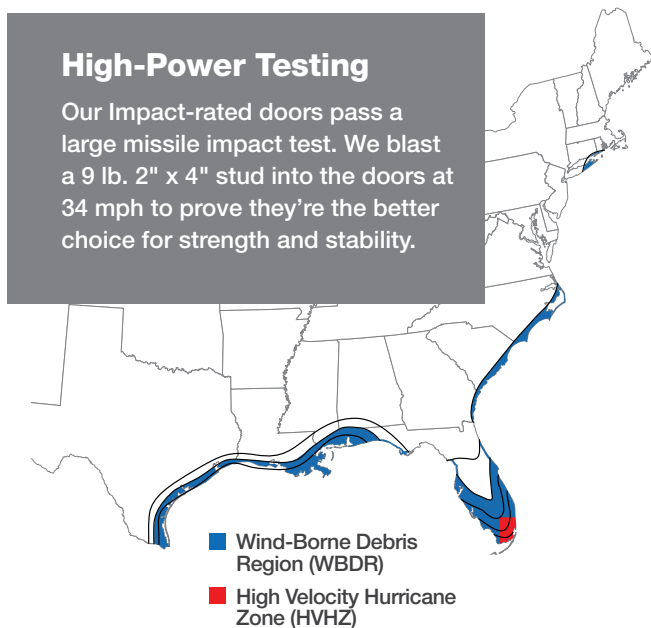 High-Power Testing
Our Impact-rated doors pass a
large missile impact test. We blast
a 9 lb. 2" x 4" stud into the doors at
34 mph to prove they're the better
choice for strength and stability.
Wind-Borne Debris
Region (WBDR)
High Velocity Hurricane
Zone (HVHZ)